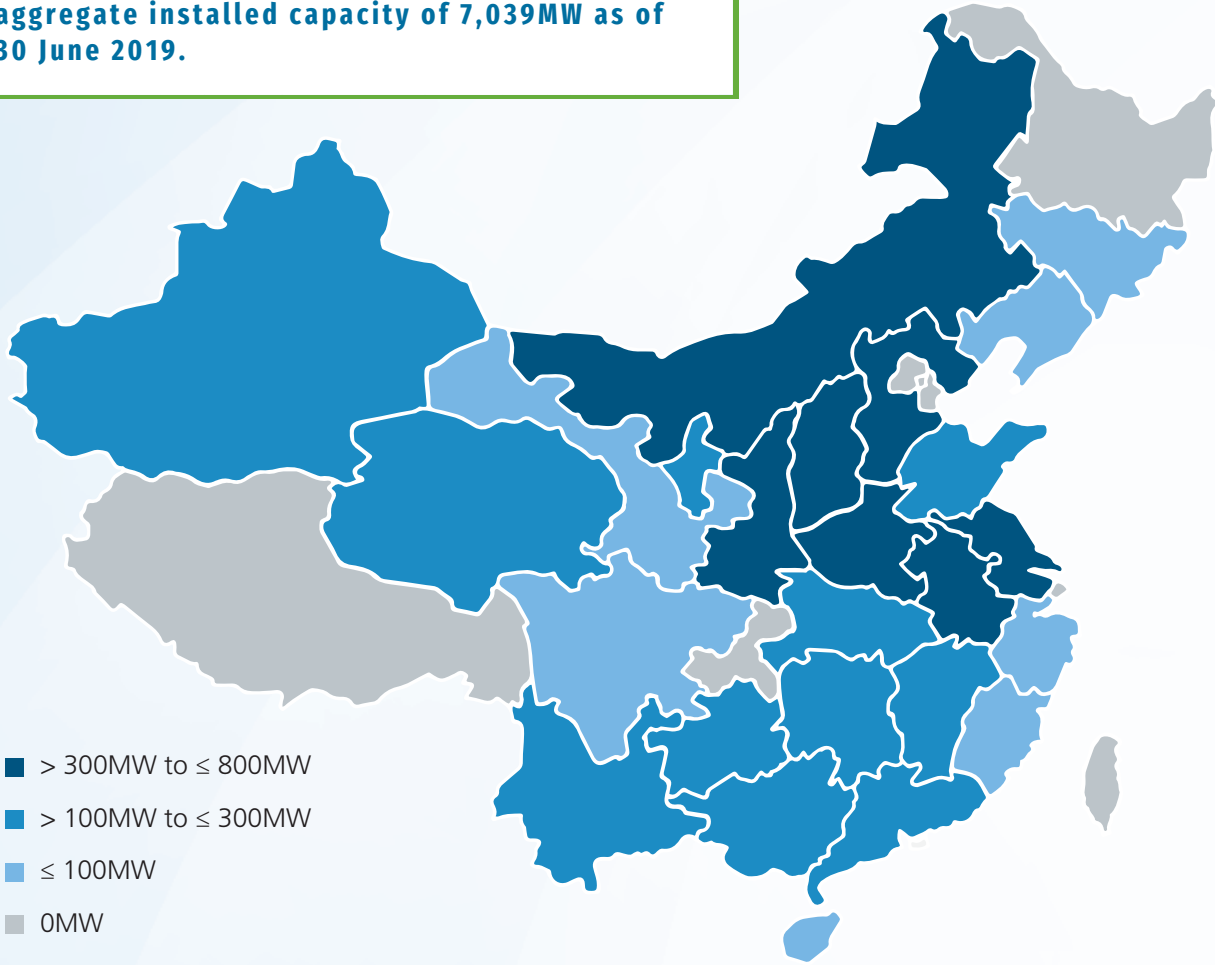 aggregate installed capacity of 7,039MW as of
30 June 2019.
> 300MW to ≤ 800MW
> 100MW to ≤ 300MW
≤ 100MW
0MW